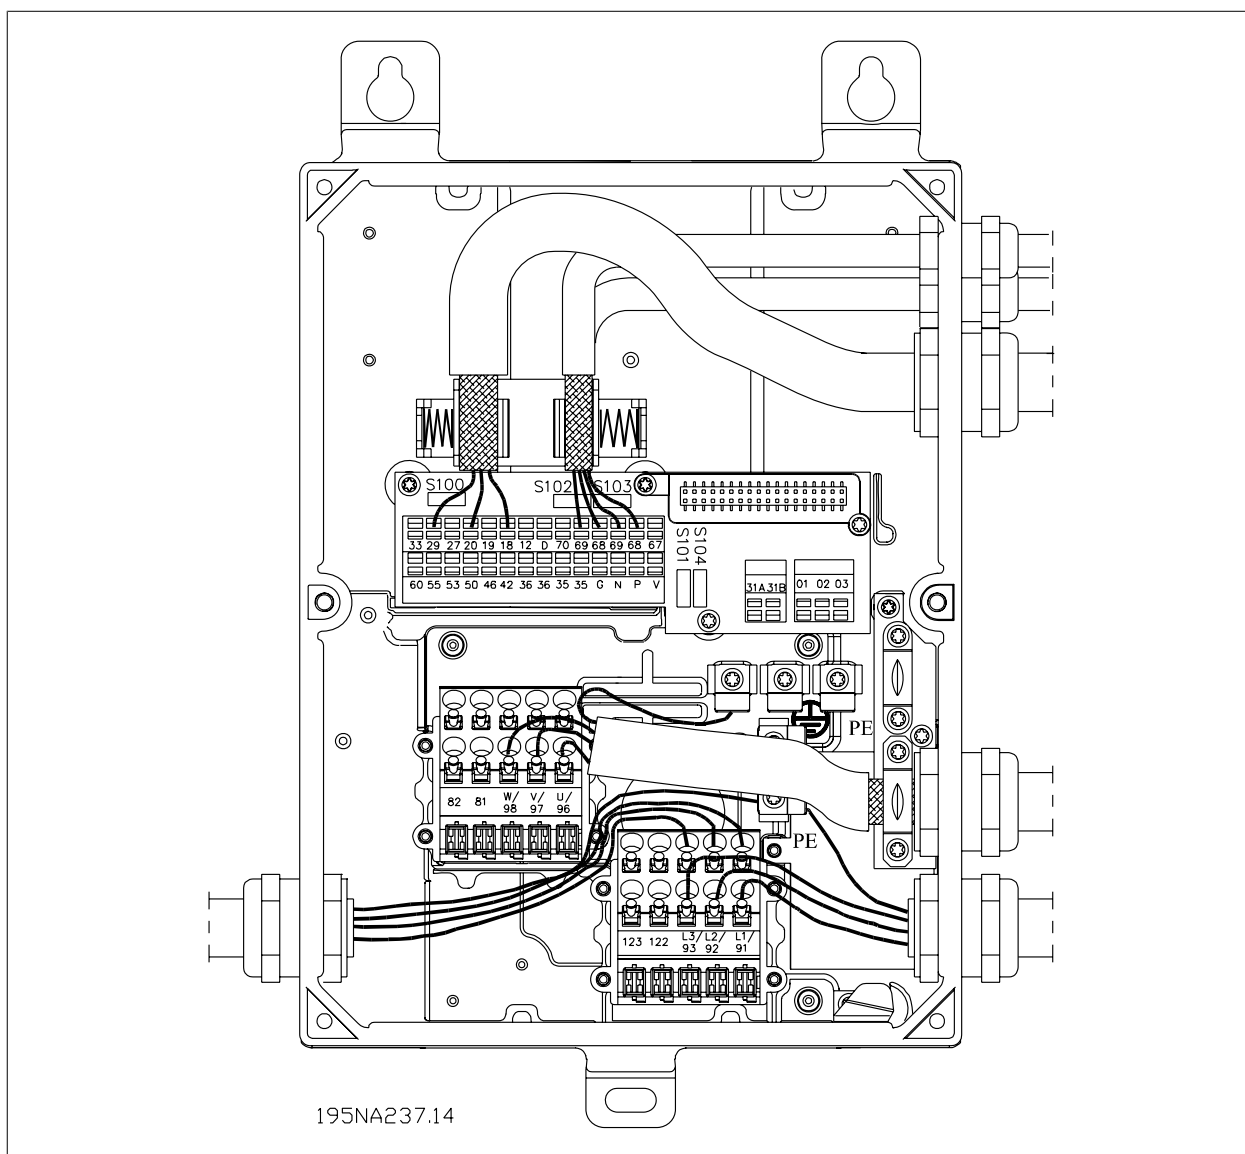 S100
S102
S103
S101
S104
33 29 27 20 19 18 12 D 70 69 68 69 68 67
60 55 53 50 46 42 36 36 35 35 G N P V
31A 31B
01 02 03
PE
82 81 W/ V/ U/
98 97 96
PE
123 122 L3/ L2/ L1/
93 92 91
195NA237.14